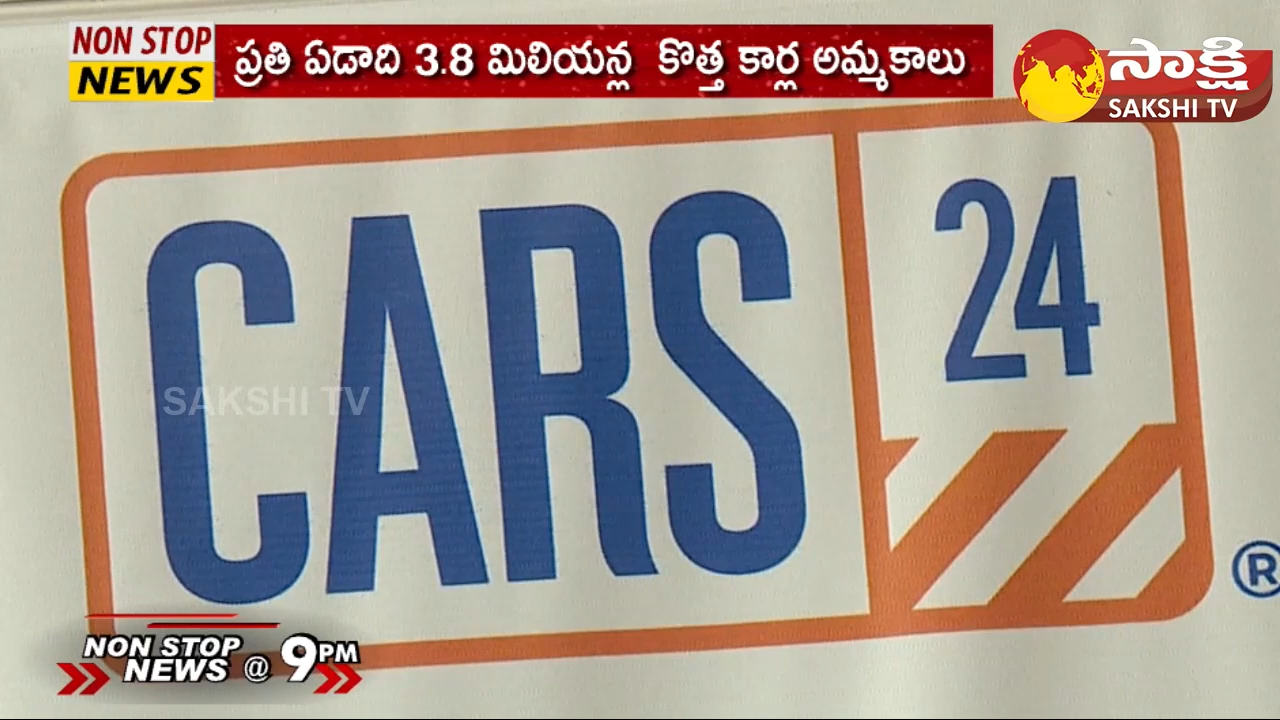 NON STOP
NEWS
ప్రతి ఏడాది 3.8 మిలియన్ల కొత్త కార్ల అమ్మకాలు
సాక్షి
SAKSHI TV
CARS
24
®
SAKSHI TV
NON STOP
NEWS @ 9PM